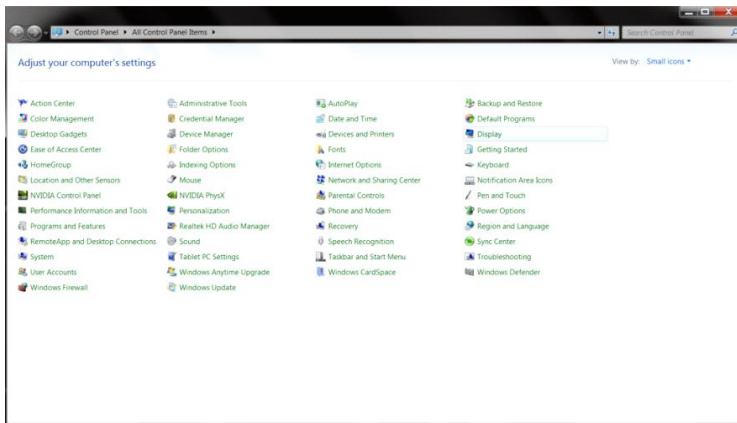 Control Panel ▸ All Control Panel Items ▸ Search Control Panel
Adjust your computer's settings View by: Small icons
Action Center Administrative Tools AutoPlay Backup and Restore
Color Management Credential Manager Date and Time Default Programs
Desktop Gadgets Device Manager Devices and Printers Display
Ease of Access Center Folder Options Fonts Getting Started
HomeGroup Indexing Options Internet Options Keyboard
Location and Other Sensors Mouse Network and Sharing Center Notification Area Icons
NVIDIA Control Panel NVIDIA PhysX Parental Controls Pen and Touch
Performance Information and Tools Personalization Phone and Modem Power Options
Programs and Features Realtek HD Audio Manager Recovery Region and Language
RemoteApp and Desktop Connections Sound Speech Recognition Sync Center
System Tablet PC Settings Taskbar and Start Menu Troubleshooting
User Accounts Windows Anytime Upgrade Windows CardSpace Windows Defender
Windows Firewall Windows Update